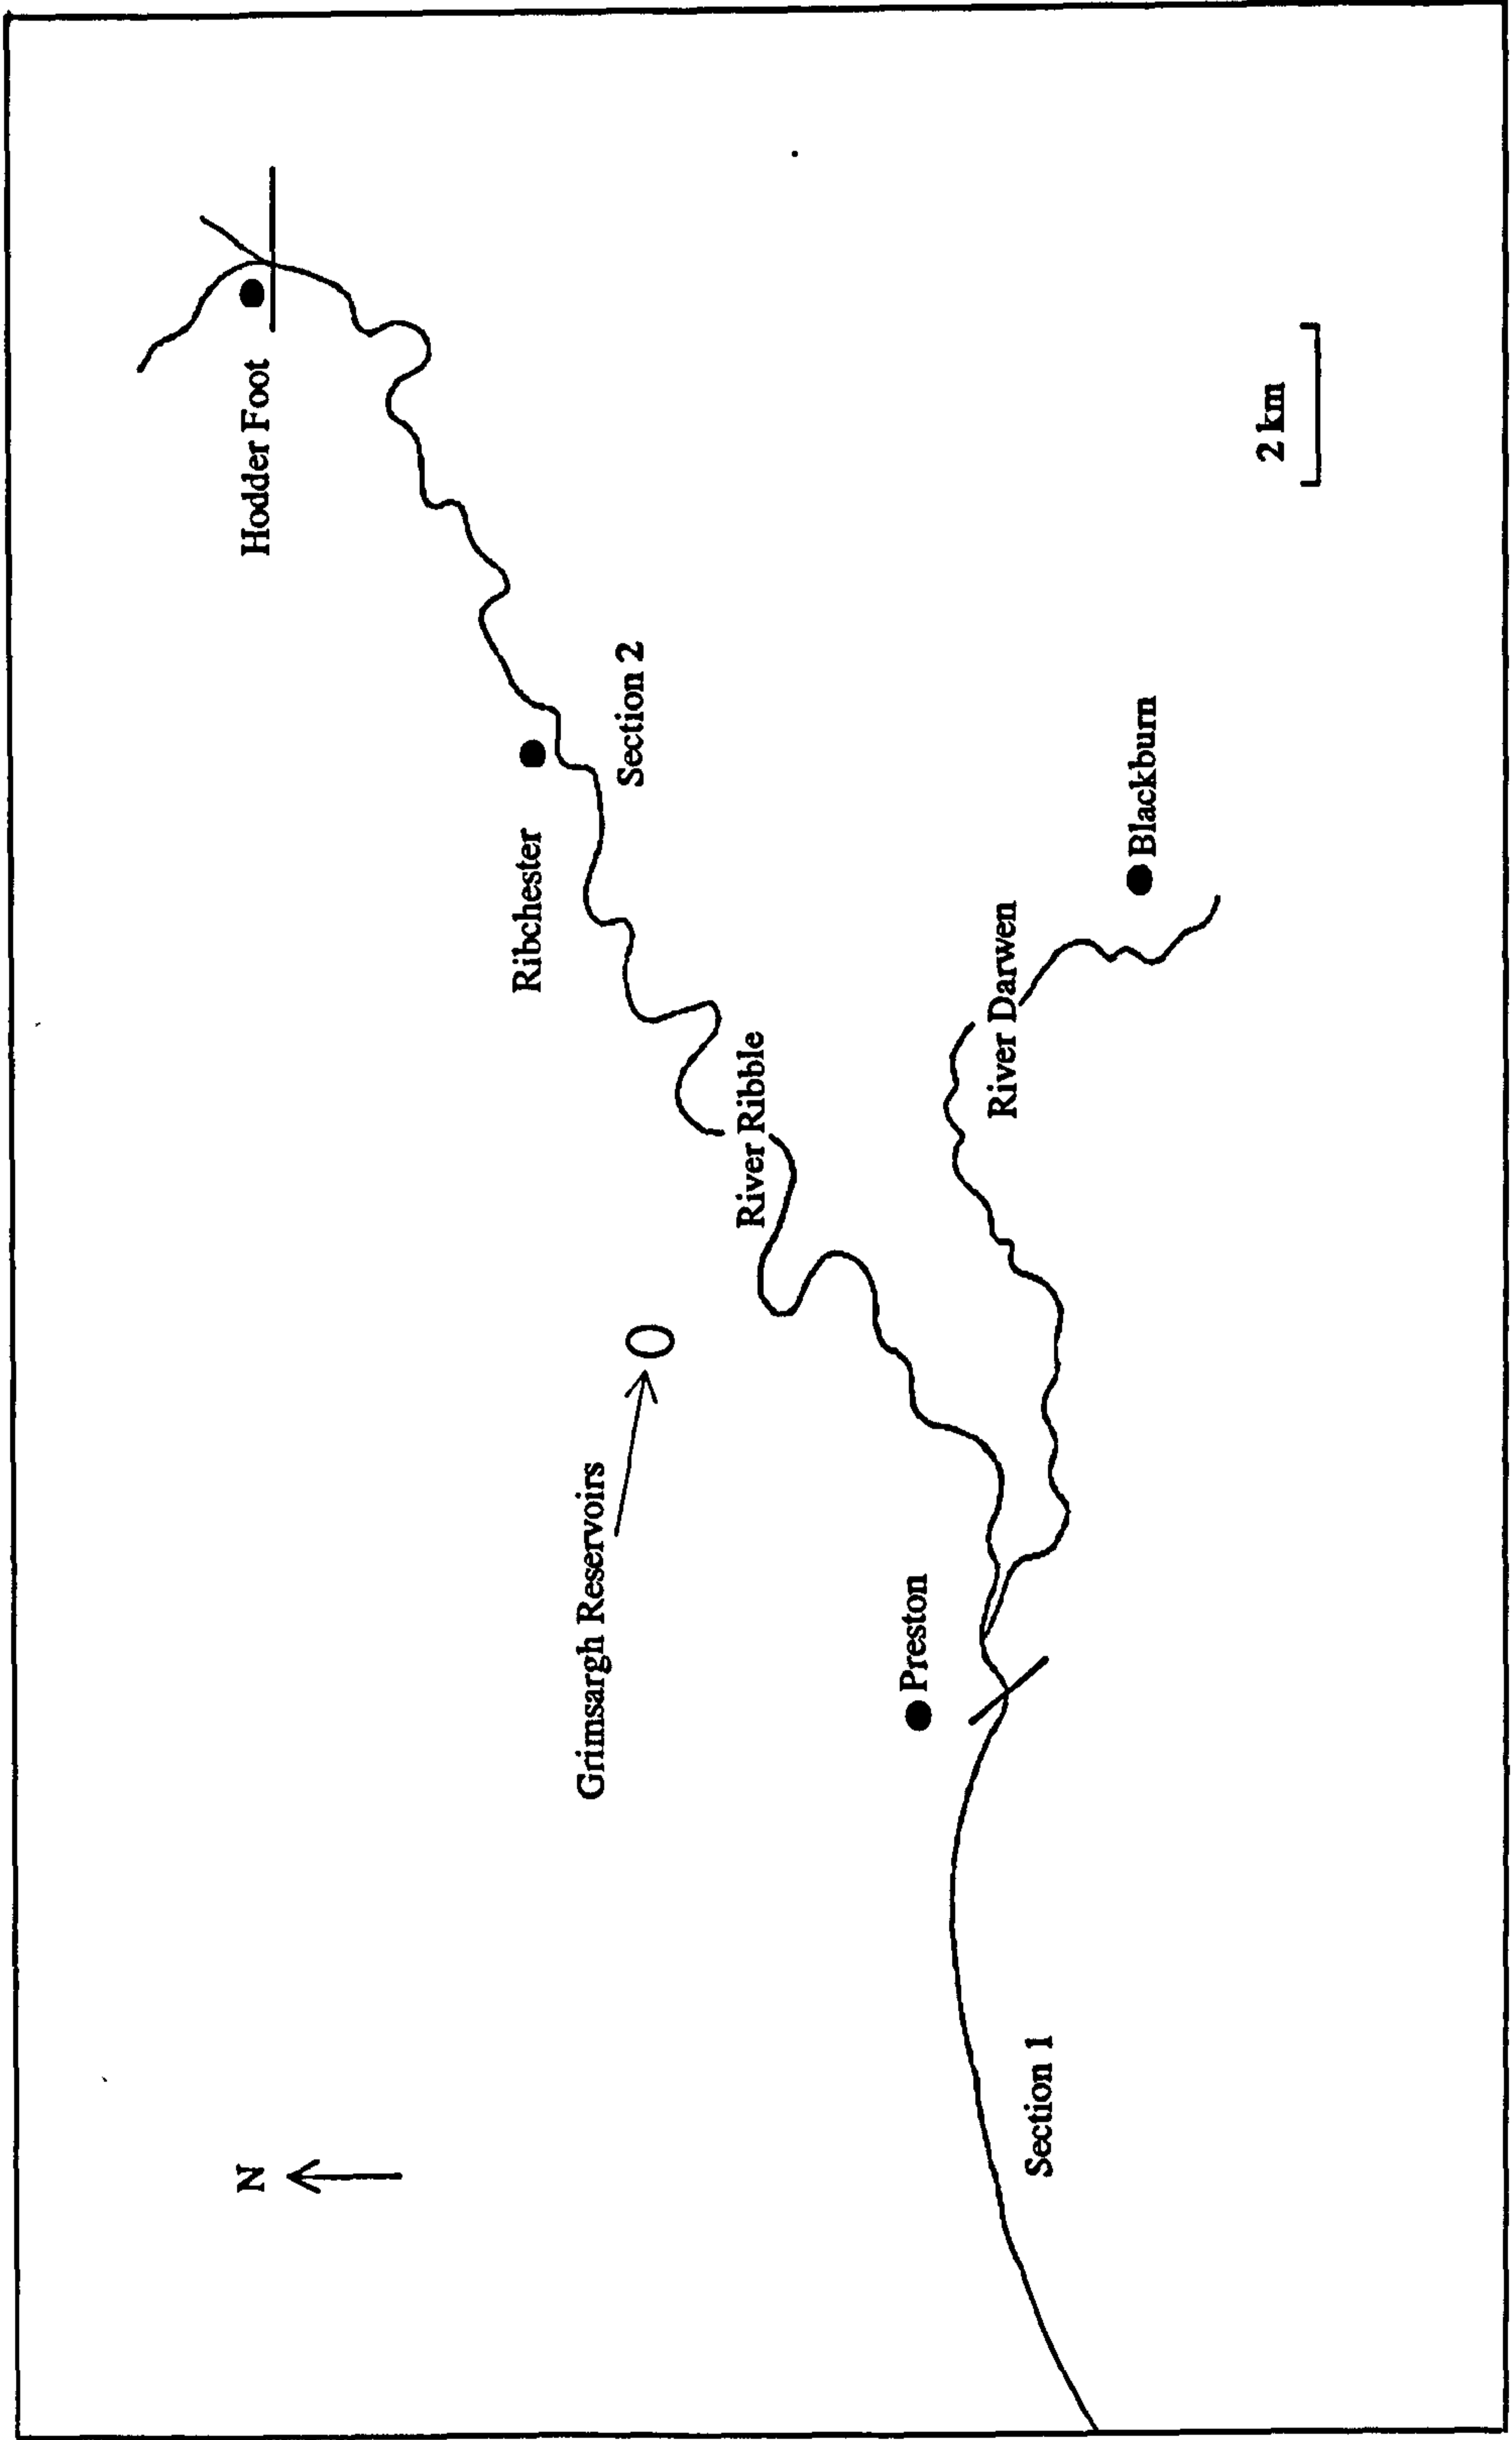 N
Hodder Foot
Ribchester
Section 2
Grimsargh Reservoirs
River Ribble
Preston
River Darwen
Blackburn
Section 1
2 km